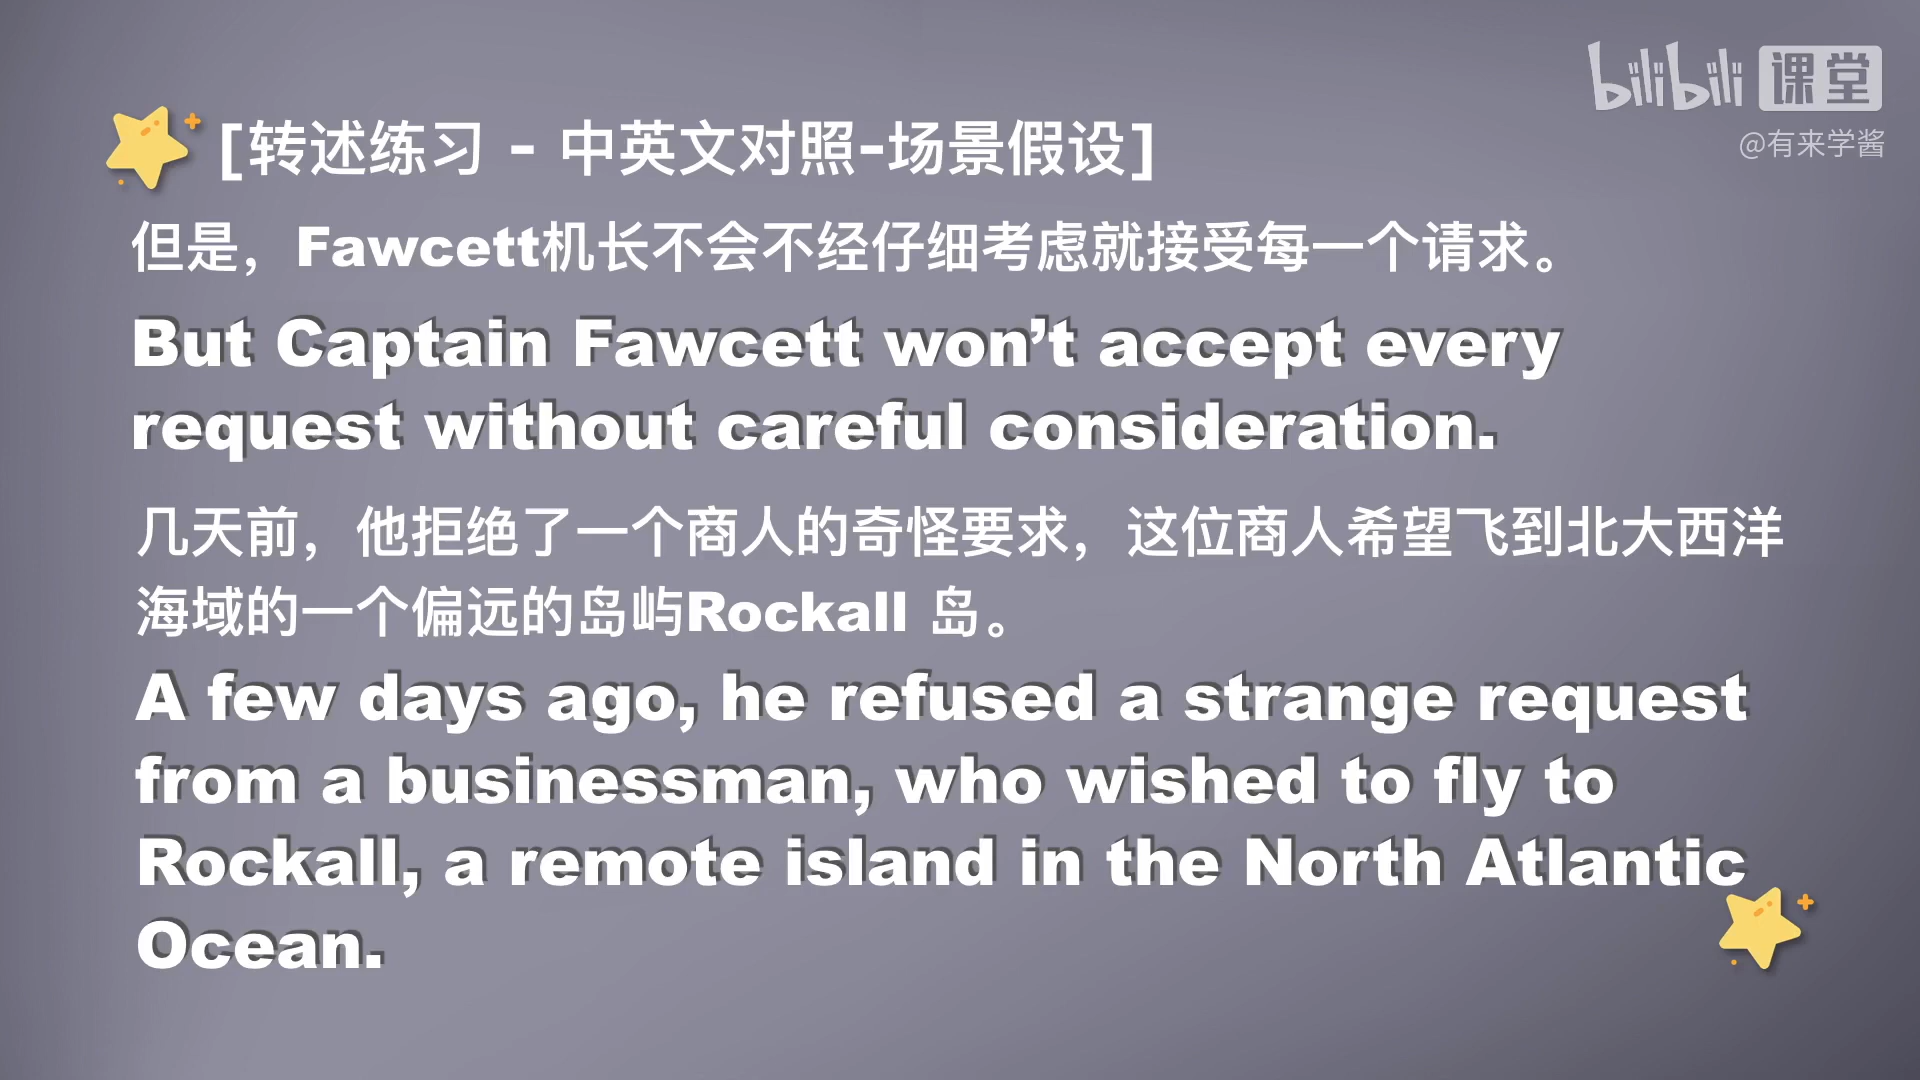 bilibili 课堂
@有来学酱
[转述练习 - 中英文对照-场景假设]
但是，Fawcett机长不会不经仔细考虑就接受每一个请求。
But Captain Fawcett won’t accept every
request without careful consideration.
几天前，他拒绝了一个商人的奇怪要求，这位商人希望飞到北大西洋
海域的一个偏远的岛屿Rockall 岛。
A few days ago, he refused a strange request
from a businessman, who wished to fly to
Rockall, a remote island in the North Atlantic
Ocean.